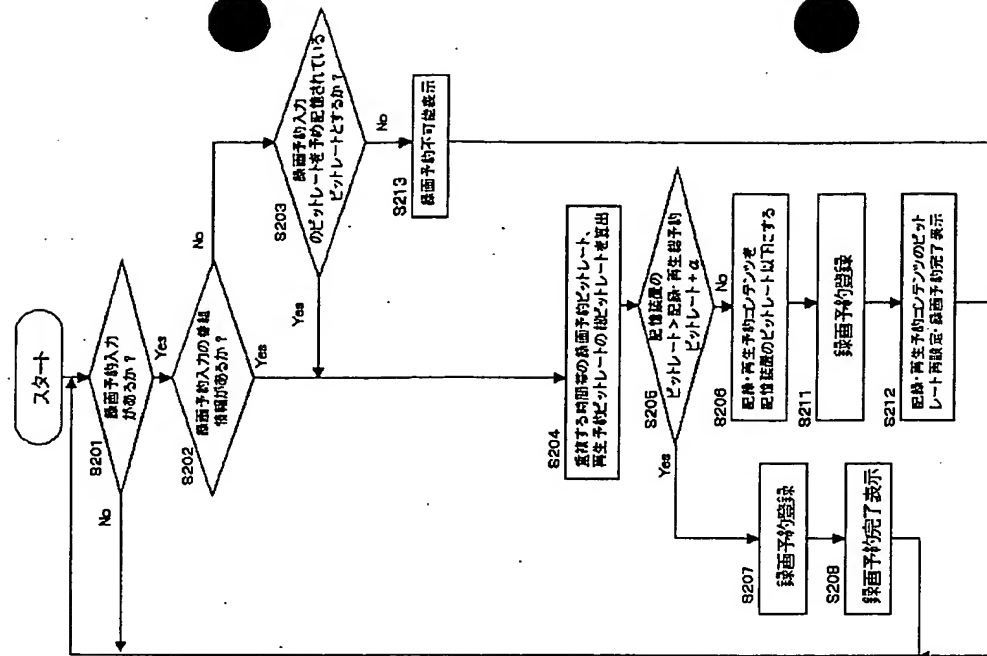 スタート
S201
録画予約入力
があるか?
No
Yes
S202
録画予約入力の番組
情報があるか?
No
Yes
S203
録画予約入力
のビットレートを予め記憶されている
ビットレートとするか?
Yes
No
S213
録画予約不可能表示
S204
重複する時間帯の録画予約ビットレート、
再生予約ビットレートの総ビットレートを算出
S205
記憶装置の
ビットレート>記録・再生総予約
ビットレート+α
Yes
No
S206
記録・再生予約コンテンツを
記憶装置のビットレート以下にする
S207
録画予約登録
S208
録画予約完了表示
S211
録画予約登録
S212
記録・再生予約コンテンツのビット
レート再設定・録画予約完了表示